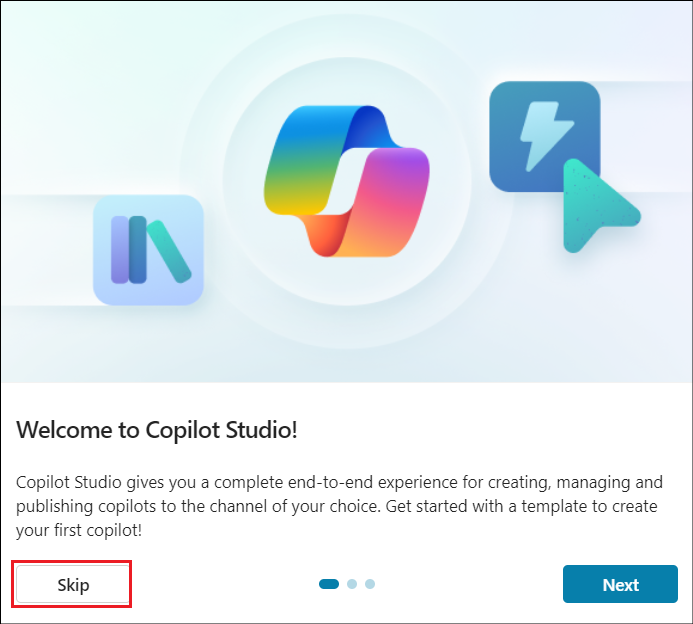 Welcome to Copilot Studio!
Copilot Studio gives you a complete end-to-end experience for creating, managing and
publishing copilots to the channel of your choice. Get started with a template to create
your first copilot!
Skip
Next